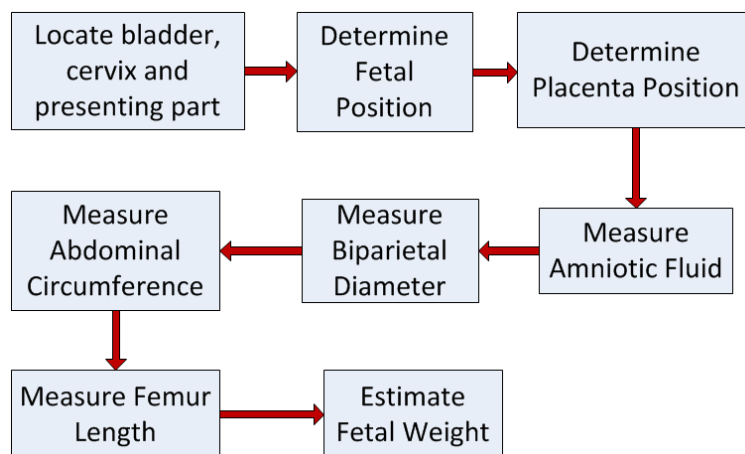 Locate bladder,
cervix and
presenting part
Determine
Fetal
Position
Determine
Placenta Position
Measure
Amniotic Fluid
Measure
Biparietal
Diameter
Measure
Abdominal
Circumference
Measure Femur
Length
Estimate
Fetal Weight